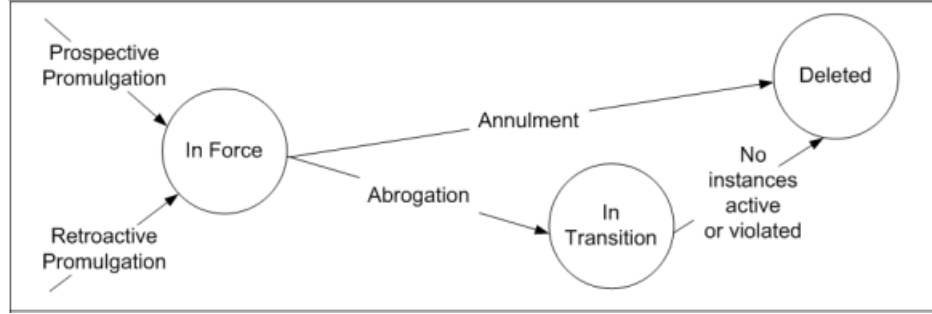 Prospective
Promulgation
In Force
Retroactive
Promulgation
Annulment
Abrogation
In
Transition
No
instances
active
or violated
Deleted